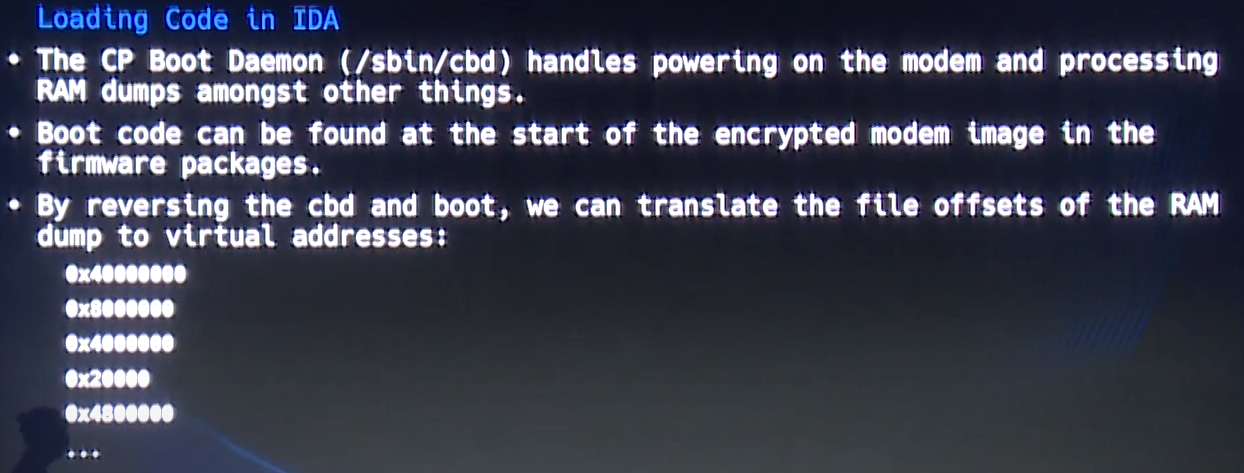 Loading Code in IDA
• The CP Boot Daemon (/sbin/cbd) handles powering on the modem and processing
RAM dumps amongst other things.
• Boot code can be found at the start of the encrypted modem image in the
firmware packages.
• By reversing the cbd and boot, we can translate the file offsets of the RAM
dump to virtual addresses:
0x40000000
0x8000000
0x4000000
0x20000
0x4800000
...